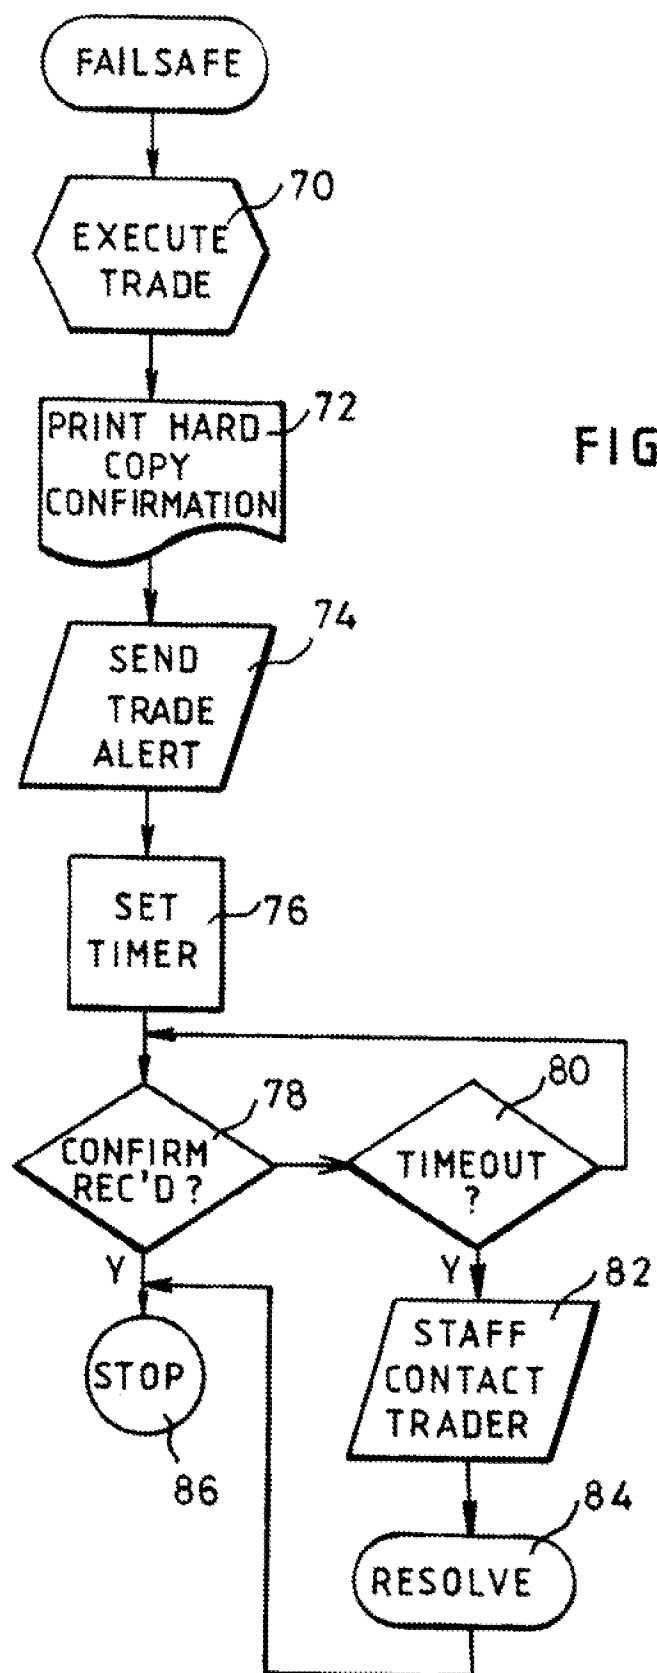 FAILSAFE
70
EXECUTE
TRADE
72
PRINT HARD
COPY
CONFIRMATION
FIG
74
SEND
TRADE
ALERT
SET
TIMER
76
80
78
CONFIRM
REC'D?
TIMEOUT
?
Y
Y
82
STAFF
CONTACT
TRADER
STOP
86
84
RESOLVE